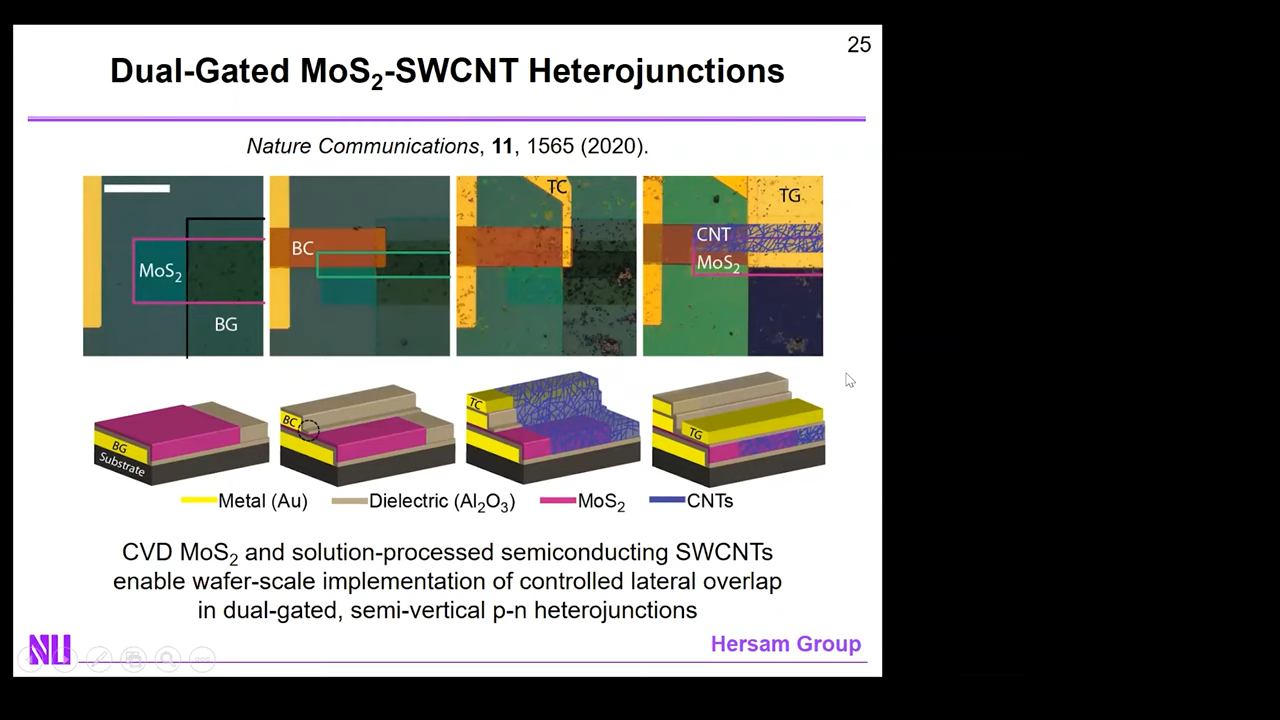 25
Dual-Gated MoS₂-SWCNT Heterojunctions
Nature Communications, 11, 1565 (2020).
MoS₂
BG
BC
TC
TG
CNT
MoS₂
BG
Substrate
BC
TC
TG
Metal (Au)
Dielectric (Al₂O₃)
MoS₂
CNTs
CVD MoS₂ and solution-processed semiconducting SWCNTs
enable wafer-scale implementation of controlled lateral overlap
in dual-gated, semi-vertical p-n heterojunctions
NU
Hersam Group